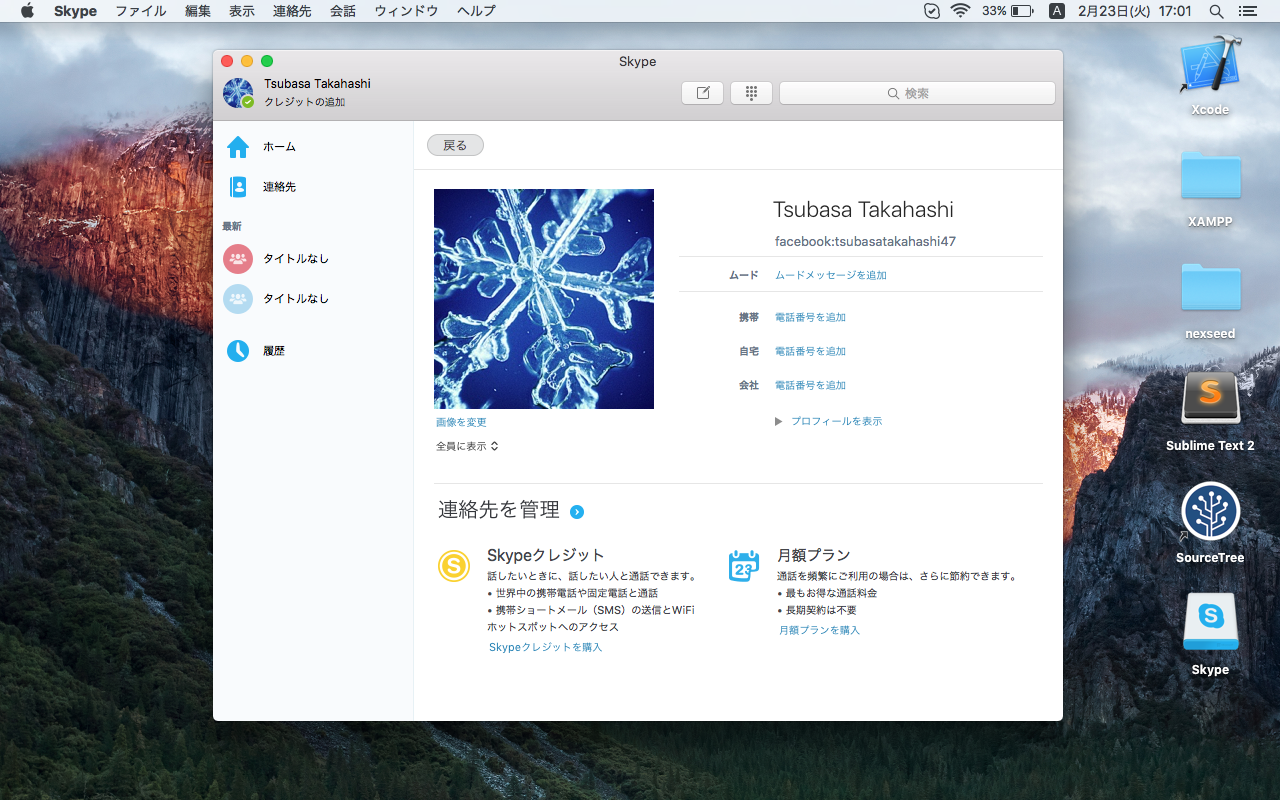 Skype ファイル 編集 表示 連絡先 会話 ウィンドウ ヘルプ 33% A 2月23日(火) 17:01
Skype
Tsubasa Takahashi
クレジットの追加
検索
ホーム
連絡先
最新
タイトルなし
タイトルなし
履歴
戻る
Tsubasa Takahashi
facebook:tsubasatakahashi47
ムード ムードメッセージを追加
携帯 電話番号を追加
自宅 電話番号を追加
会社 電話番号を追加
プロフィールを表示
画像を変更
全員に表示
連絡先を管理
S
Skypeクレジット
話したいときに、話したい人と通話できます。
• 世界中の携帯電話や固定電話と通話
• 携帯ショートメール（SMS）の送信とWiFi
ホットスポットへのアクセス
Skypeクレジットを購入
23
月額プラン
通話を頻繁にご利用の場合は、さらに節約できます。
• 最もお得な通話料金
• 長期契約は不要
月額プランを購入
Xcode
XAMPP
nexseed
S
Sublime Text 2
SourceTree
S
Skype